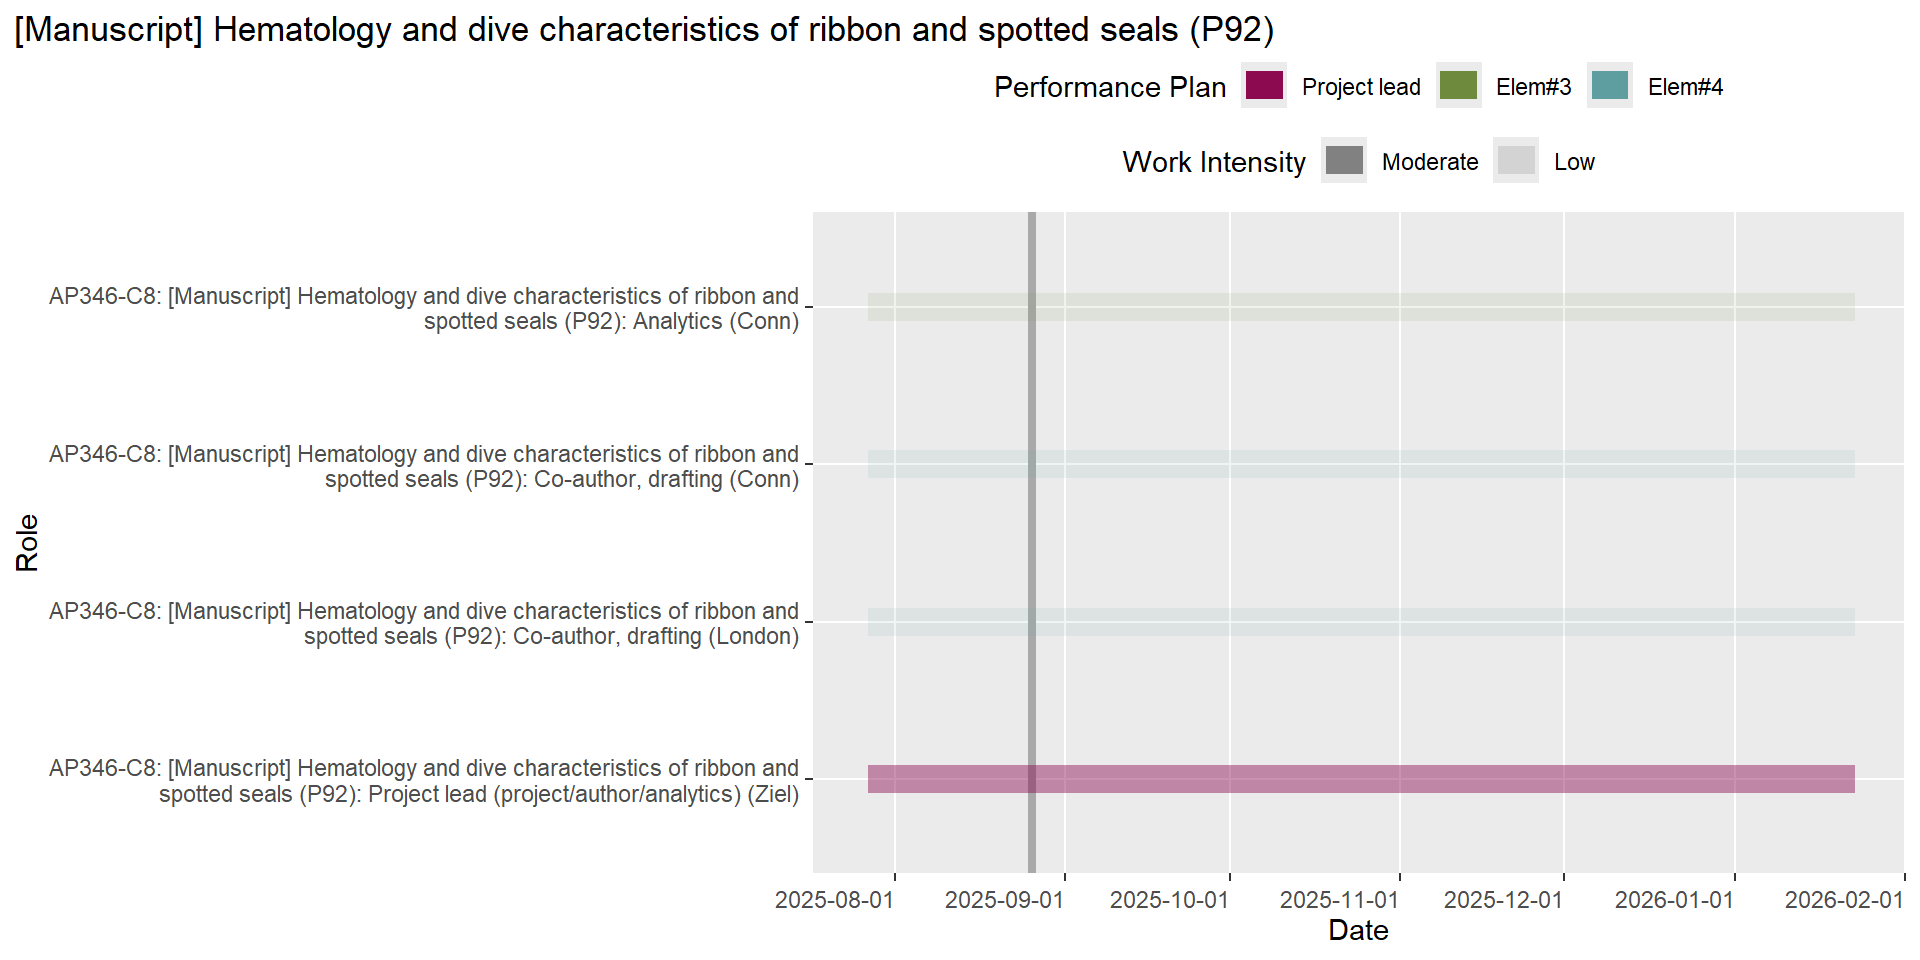 [Manuscript] Hematology and dive characteristics of ribbon and spotted seals (P92)
Performance Plan Project lead Elem#3 Elem#4
Work Intensity Moderate Low
AP346-C8: [Manuscript] Hematology and dive characteristics of ribbon and
spotted seals (P92): Analytics (Conn)
AP346-C8: [Manuscript] Hematology and dive characteristics of ribbon and
spotted seals (P92): Co-author, drafting (Conn)
Role
AP346-C8: [Manuscript] Hematology and dive characteristics of ribbon and
spotted seals (P92): Co-author, drafting (London)
AP346-C8: [Manuscript] Hematology and dive characteristics of ribbon and
spotted seals (P92): Project lead (project/author/analytics) (Ziel)
2025-08-01 2025-09-01 2025-10-01 2025-11-01 2025-12-01 2026-01-01 2026-02-01
Date